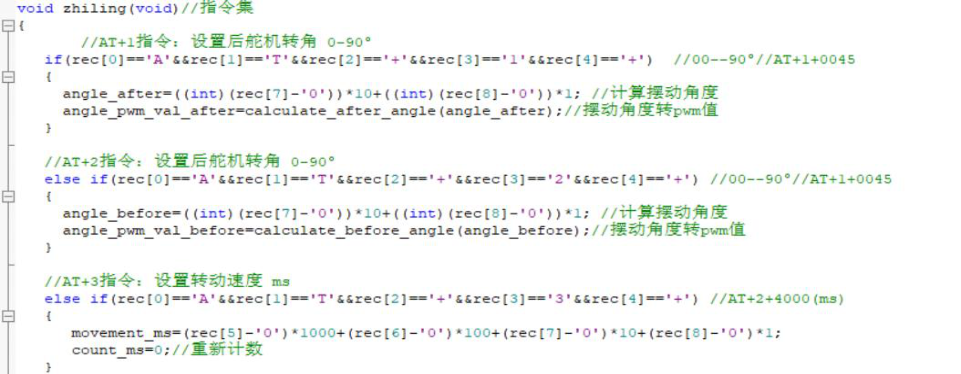 void zhiling(void)//指令集
{
//AT+1指令：设置后舵机转角 0-90°
if(rec[0]=='A'&&rec[1]=='T'&&rec[2]=='+'&&rec[3]=='1'&&rec[4]=='+') //00--90°//AT+1+0045
{
angle_after=((int)(rec[7]-'0'))*10+((int)(rec[8]-'0'))*1; //计算摆动角度
angle_pwm_val_after=calculate_after_angle(angle_after);//摆动角度转pwm值
}
//AT+2指令：设置后舵机转角 0-90°
else if(rec[0]=='A'&&rec[1]=='T'&&rec[2]=='+'&&rec[3]=='2'&&rec[4]=='+') //00--90°//AT+1+0045
{
angle_before=((int)(rec[7]-'0'))*10+((int)(rec[8]-'0'))*1; //计算摆动角度
angle_pwm_val_before=calculate_before_angle(angle_before);//摆动角度转pwm值
}
//AT+3指令：设置转动速度 ms
else if(rec[0]=='A'&&rec[1]=='T'&&rec[2]=='+'&&rec[3]=='3'&&rec[4]=='+') //AT+2+4000(ms)
{
movement_ms=(rec[5]-'0')*1000+(rec[6]-'0')*100+(rec[7]-'0')*10+(rec[8]-'0')*1;
count_ms=0;//重新计数
}